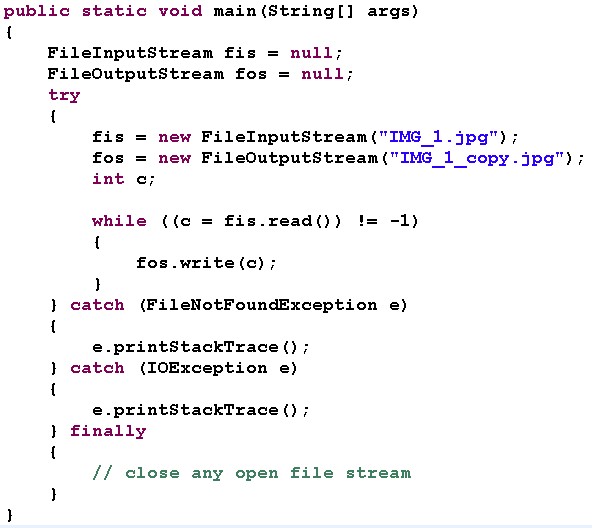 public static void main(String[] args)
{
    FileInputStream fis = null;
    FileOutputStream fos = null;
    try
    {
        fis = new FileInputStream("IMG_1.jpg");
        fos = new FileOutputStream("IMG_1_copy.jpg");
        int c;

        while ((c = fis.read()) != -1)
        {
            fos.write(c);
        }
    } catch (FileNotFoundException e)
    {
        e.printStackTrace();
    } catch (IOException e)
    {
        e.printStackTrace();
    } finally
    {
        // close any open file stream
    }
}